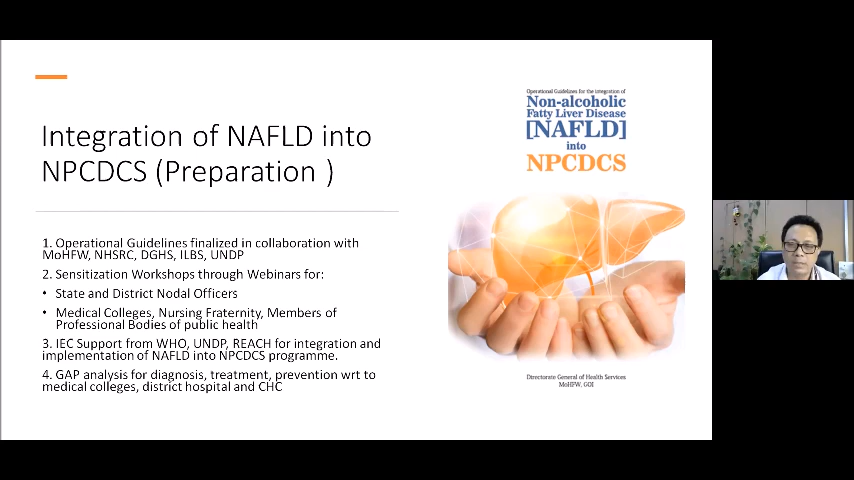 Integration of NAFLD into
NPCDCS (Preparation )
1. Operational Guidelines finalized in collaboration with
MoHFW, NHSRC, DGHS, ILBS, UNDP
2. Sensitization Workshops through Webinars for:
• State and District Nodal Officers
• Medical Colleges, Nursing Fraternity, Members of
Professional Bodies of public health
3. IEC Support from WHO, UNDP, REACH for integration and
implementation of NAFLD into NPCDCS programme.
4. GAP analysis for diagnosis, treatment, prevention wrt to
medical colleges, district hospital and CHC
Operational Guidelines for the integration of
Non-alcoholic
Fatty Liver Disease
[NAFLD]
into
NPCDCS
Directorate General of Health Services
MoHFW, GOI